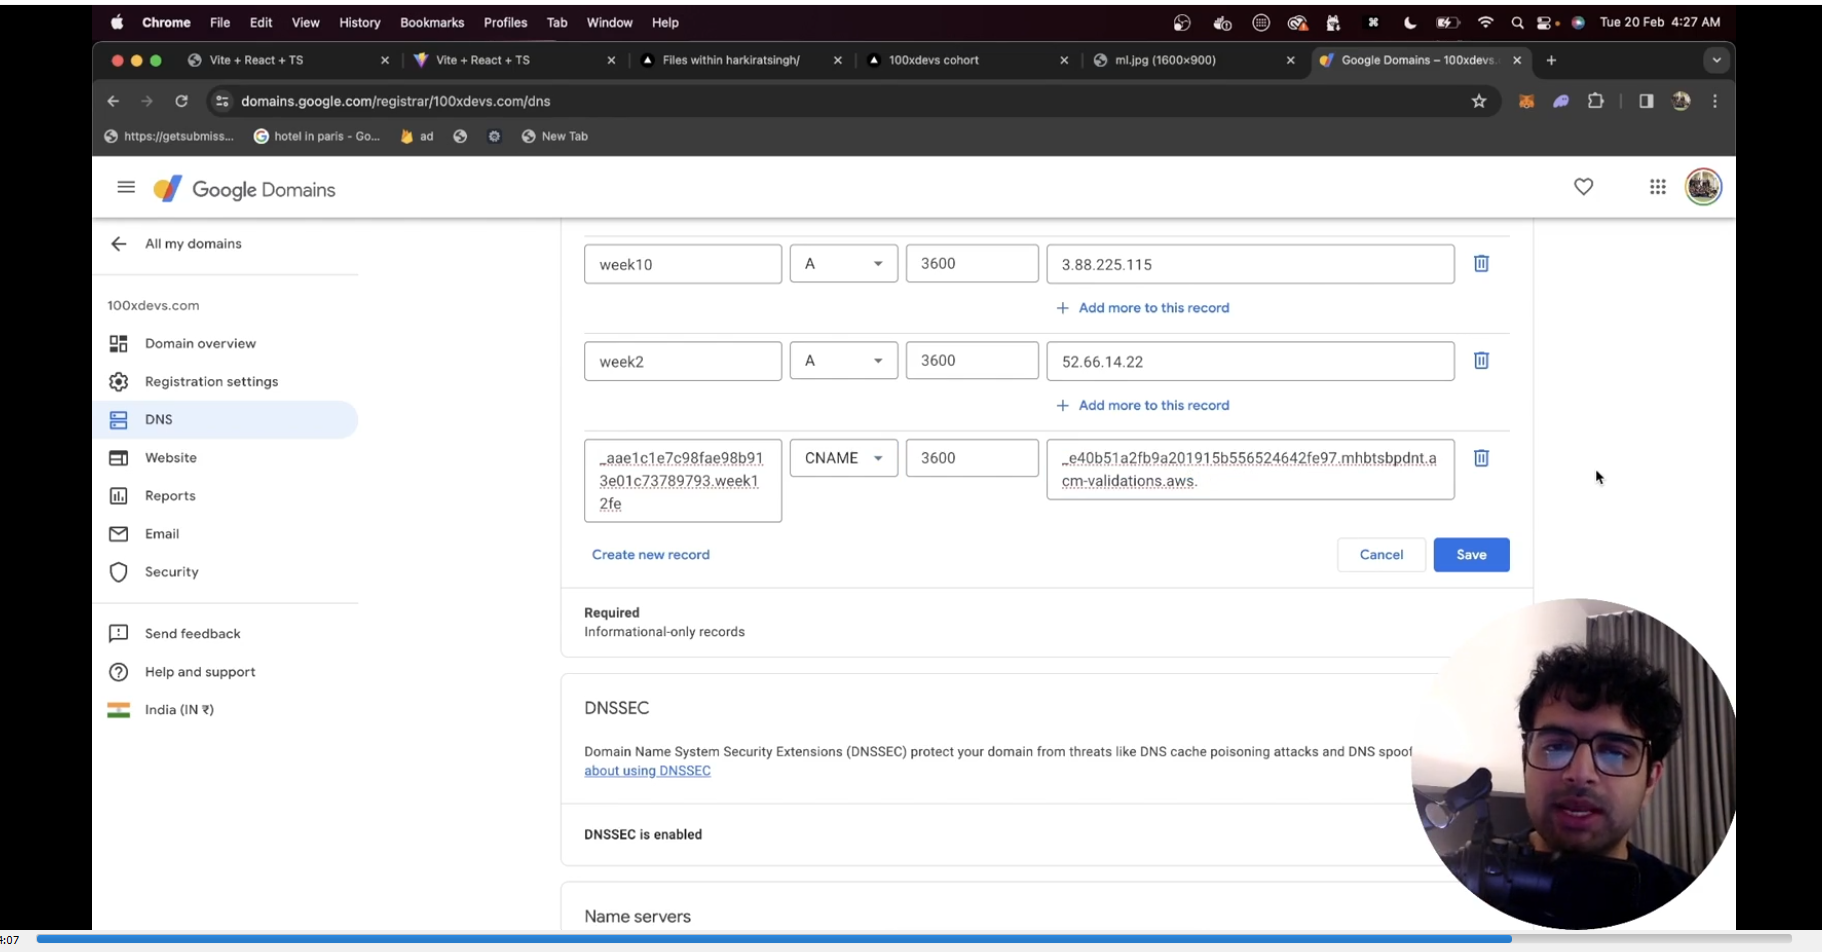 Chrome File Edit View History Bookmarks Profiles Tab Window Help Tue 20 Feb 4:27 AM
Vite + React + TS Vite + React + TS Files within harkiratsingh/ 100xdevs cohort ml.jpg (1600×900) Google Domains – 100xdevs.
domains.google.com/registrar/100xdevs.com/dns
https://getsubmiss... hotel in paris - Go... ad New Tab
Google Domains
All my domains
100xdevs.com
Domain overview
Registration settings
DNS
Website
Reports
Email
Security
Send feedback
Help and support
India (IN ₹)
week10 A 3600 3.88.225.115
Add more to this record
week2 A 3600 52.66.14.22
Add more to this record
_aae1c1e7c98fae98b91 CNAME 3600 _e40b51a2fb9a201915b556524642fe97.mhbtsbpdnt.a
3e01c73789793.week1 cm-validations.aws.
2fe
Create new record Cancel Save
Required
Informational-only records
DNSSEC
Domain Name System Security Extensions (DNSSEC) protect your domain from threats like DNS cache poisoning attacks and DNS spoof
about using DNSSEC
DNSSEC is enabled
Name servers
:07